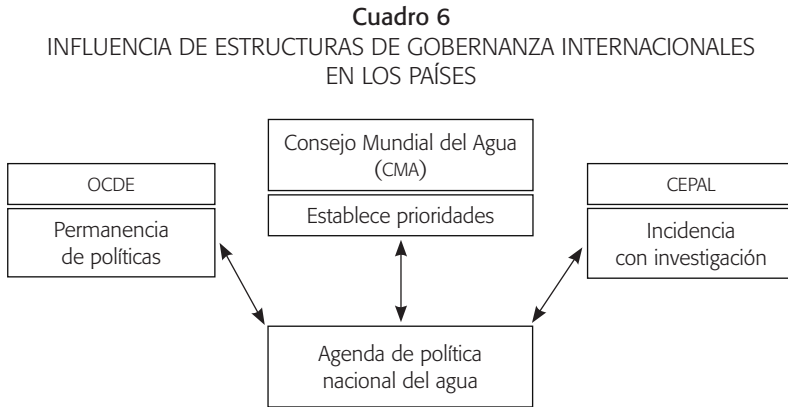 Cuadro 6
INFLUENCIA DE ESTRUCTURAS DE GOBERNANZA INTERNACIONALES
EN LOS PAÍSES
Consejo Mundial del Agua
(CMA)
Establece prioridades
OCDE
Permanencia
de políticas
CEPAL
Incidencia
con investigación
Agenda de política
nacional del agua